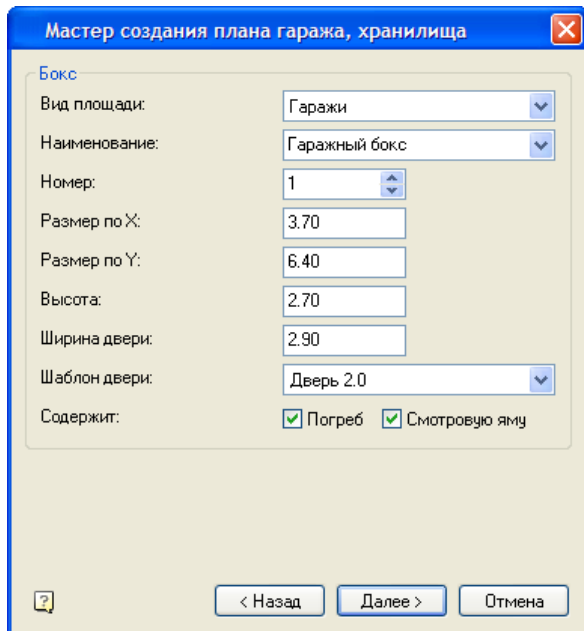 Мастер создания плана гаража, хранилища
Бокс
Вид площади: Гаражи
Наименование: Гаражный бокс
Номер: 1
Размер по X: 3.70
Размер по Y: 6.40
Высота: 2.70
Ширина двери: 2.90
Шаблон двери: Дверь 2.0
Содержит: Погреб Смотровую яму
? < Назад Далее > Отмена